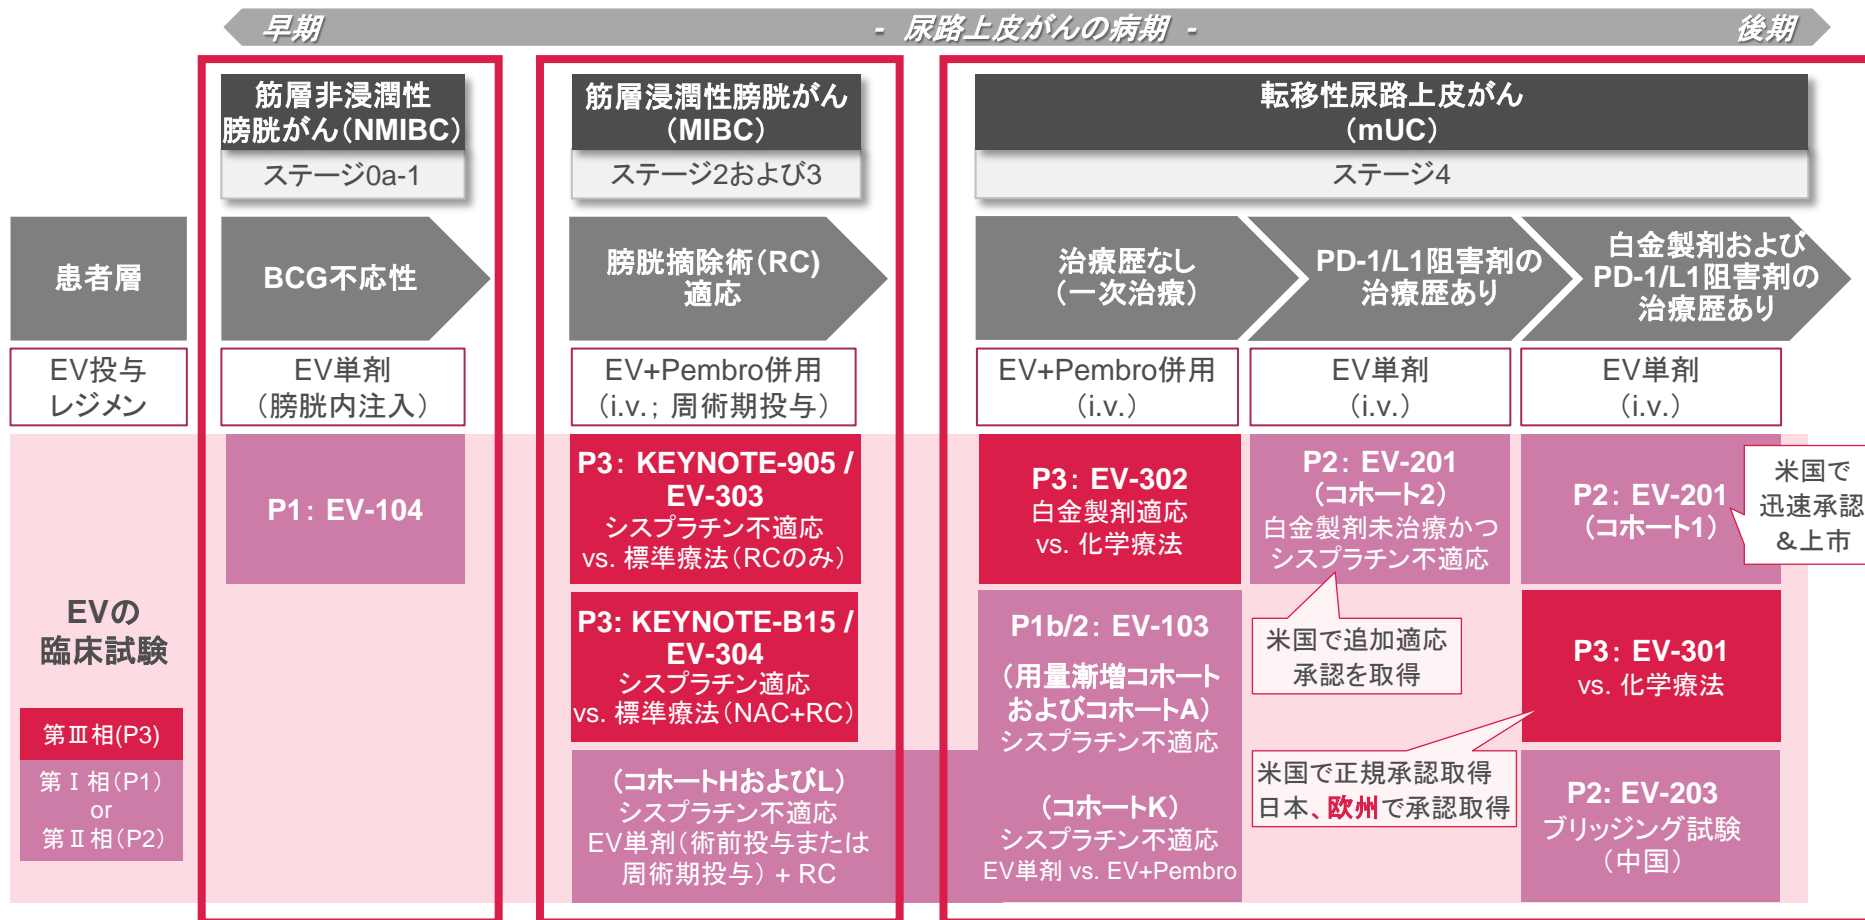 早期
- 尿路上皮がんの病期 -
後期
筋層非浸潤性
膀胱がん(NMIBC)
ステージ0a-1
筋層浸潤性膀胱がん
(MIBC)
ステージ2および3
転移性尿路上皮がん
(mUC)
ステージ4
患者層
BCG不応性
膀胱摘除術(RC)
適応
治療歴なし
(一次治療)
PD-1/L1阻害剤の
治療歴あり
白金製剤および
PD-1/L1阻害剤の
治療歴あり
EV投与
レジメン
EV単剤
(膀胱内注入)
EV+Pembro併用
(i.v.; 周術期投与)
EV+Pembro併用
(i.v.)
EV単剤
(i.v.)
EV単剤
(i.v.)
EVの
臨床試験
第Ⅲ相(P3)
第Ⅰ相(P1)
or
第Ⅱ相(P2)
P1: EV-104
P3: KEYNOTE-905 /
EV-303
シスプラチン不適応
vs. 標準療法(RCのみ)
P3: KEYNOTE-B15 /
EV-304
シスプラチン適応
vs. 標準療法(NAC+RC)
(コホートHおよびL)
シスプラチン不適応
EV単剤(術前投与または
周術期投与) + RC
P3: EV-302
白金製剤適応
vs. 化学療法
P1b/2: EV-103
(用量漸増コホート
およびコホートA)
シスプラチン不適応
(コホートK)
シスプラチン不適応
EV単剤 vs. EV+Pembro
P2: EV-201
(コホート2)
白金製剤未治療かつ
シスプラチン不適応
米国で追加適応
承認を取得
P2: EV-201
(コホート1)
米国で
迅速承認
&上市
P3: EV-301
vs. 化学療法
米国で正規承認取得
日本、欧州で承認取得
P2: EV-203
ブリッジング試験
(中国)